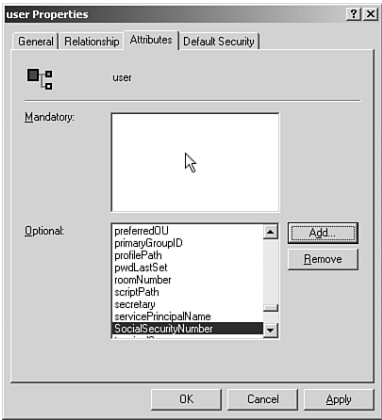 user Properties
General Relationship Attributes Default Security
user
Mandatory:
Optional:
preferredOU
primaryGroupID
profilePath
pwdLastSet
roomNumber
scriptPath
secretary
servicePrincipalName
SocialSecurityNumber
Add...
Remove
OK Cancel Apply